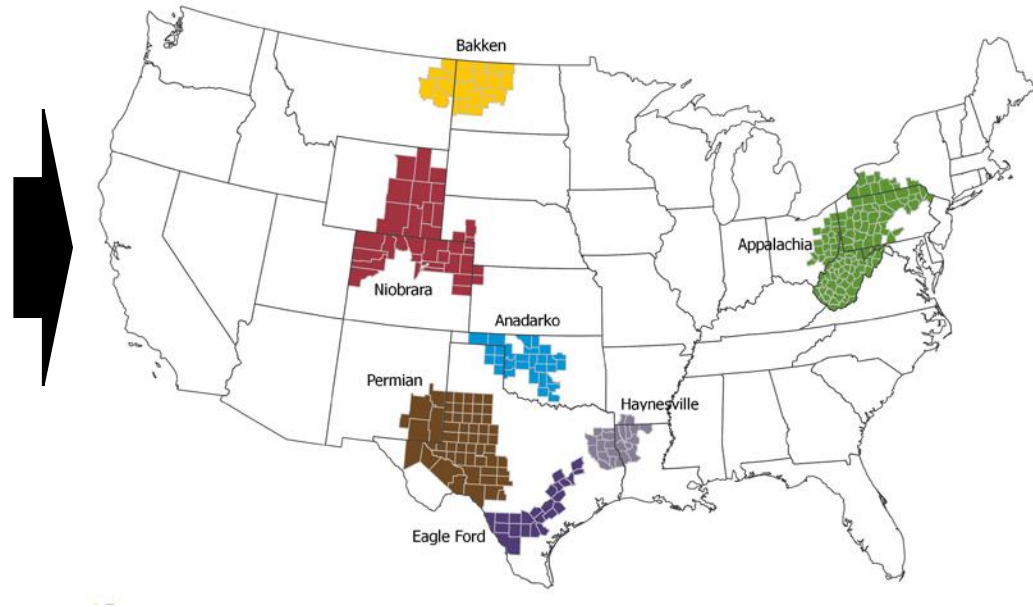 Bakken
Appalachia
Niobrara
Anadarko
Permian
Haynesville
Eagle Ford